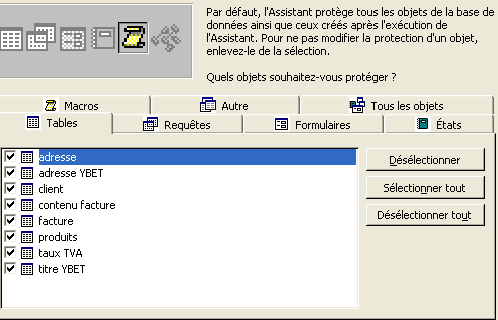 Par défaut, l'Assistant protège tous les objets de la base de
données ainsi que ceux créés après l'exécution de
l'Assistant. Pour ne pas modifier la protection d'un objet,
enlevez-le de la sélection.
Quels objets souhaitez-vous protéger ?
Macros
Autre
Tous les objets
Tables
Requêtes
Formulaires
États
adresse
adresse YBET
client
contenu facture
facture
produits
taux TVA
titre YBET
Désélectionner
Sélectionner tout
Désélectionner tout